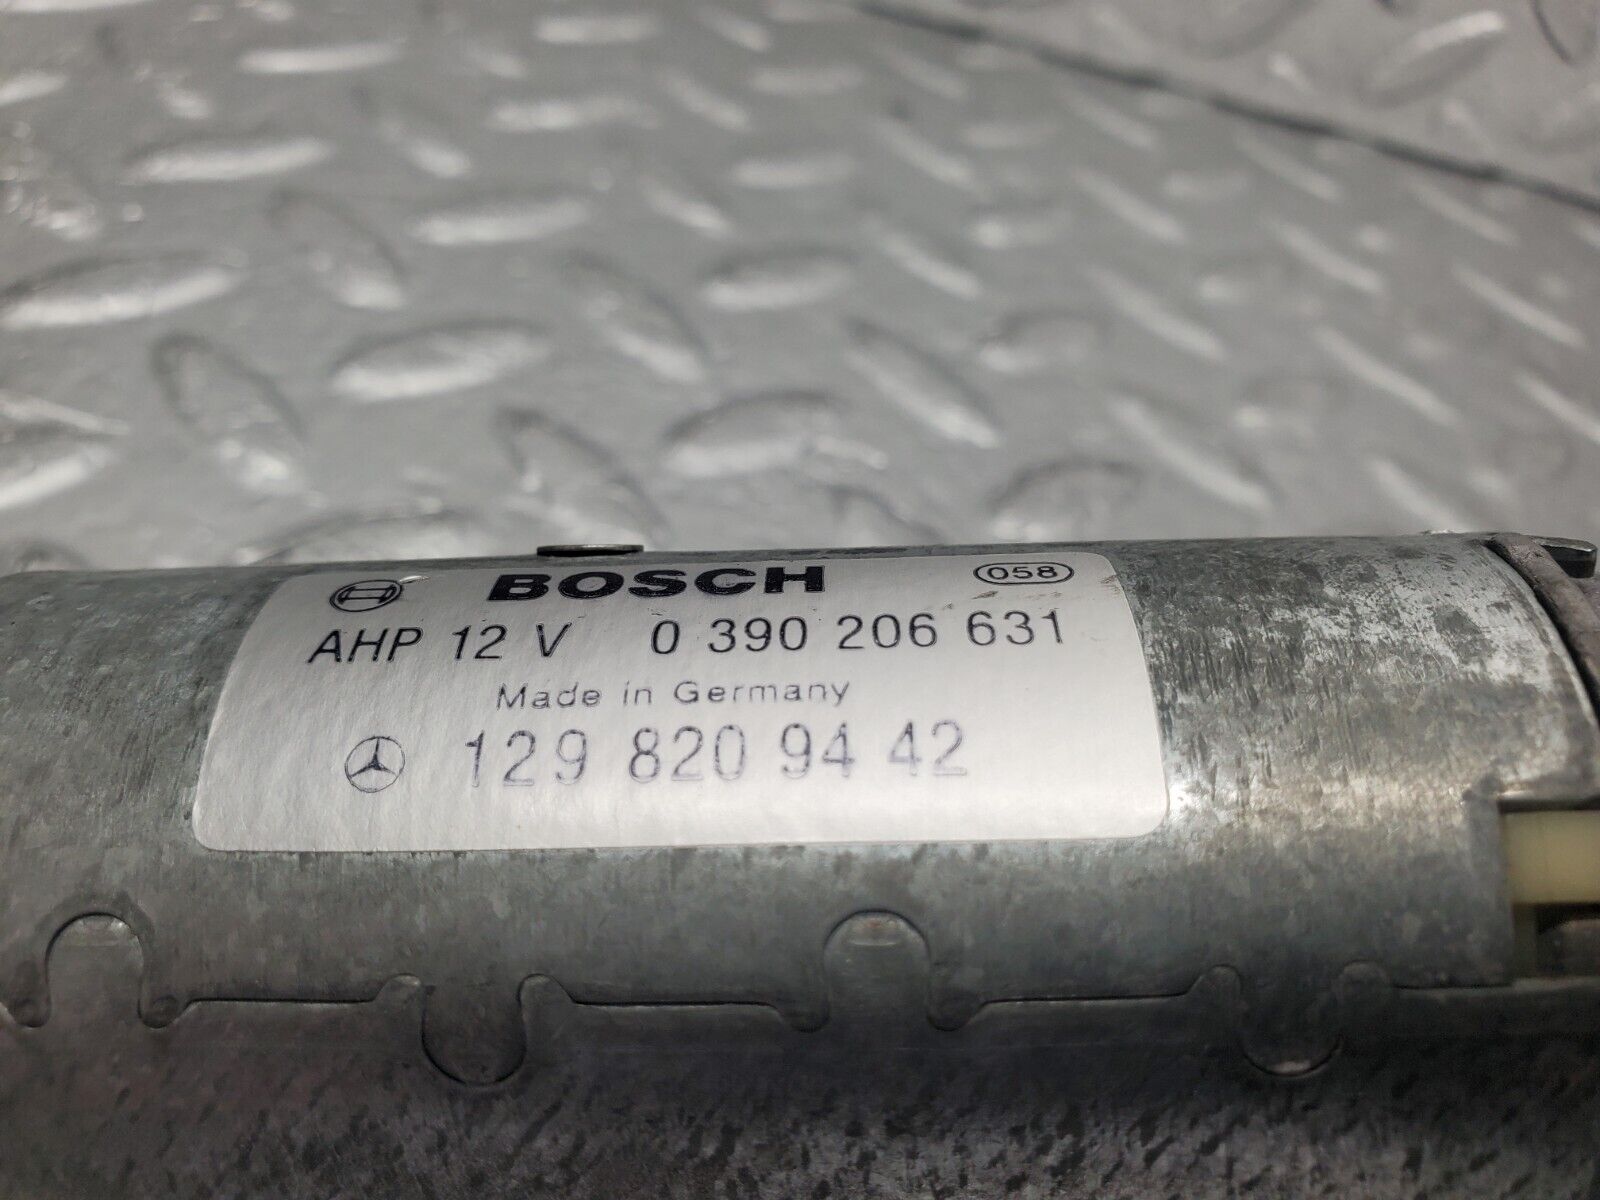 BOSCH 058
AHP 12 V 0 390 206 631
Made in Germany
129 820 94 42